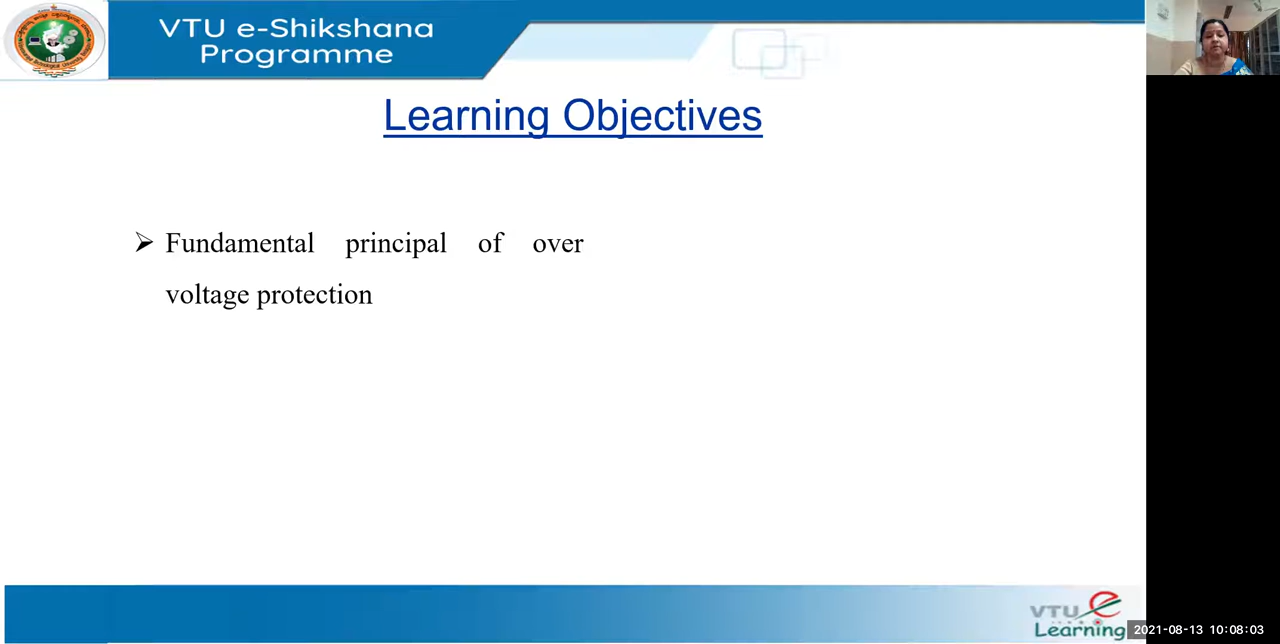 VTU e-Shikshana
Programme
Learning Objectives
➢ Fundamental principal of over
voltage protection
VTU e
Learning
2021-08-13 10:08:03